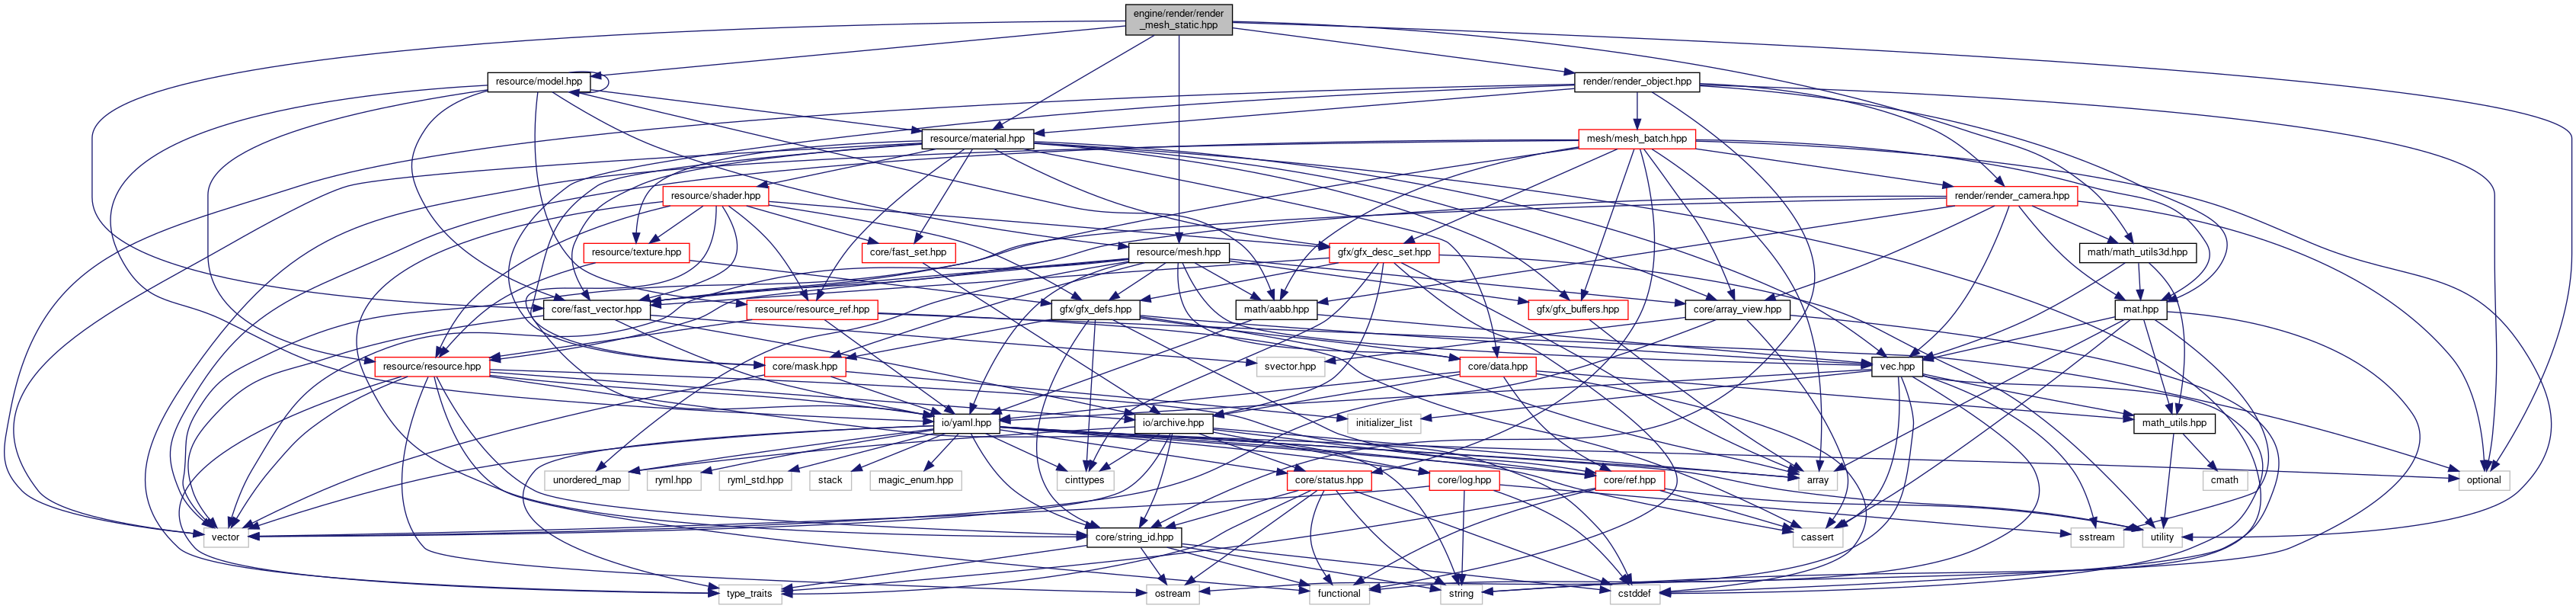 engine/render/render
_mesh_static.hpp
resource/model.hpp
render/render_object.hpp
resource/material.hpp
mesh/mesh_batch.hpp
resource/shader.hpp
render/render_camera.hpp
resource/texture.hpp
core/fast_set.hpp
resource/mesh.hpp
gfx/gfx_desc_set.hpp
math/math_utils3d.hpp
core/fast_vector.hpp
resource/resource_ref.hpp
gfx/gfx_defs.hpp
math/aabb.hpp
gfx/gfx_buffers.hpp
core/array_view.hpp
mat.hpp
resource/resource.hpp
core/mask.hpp
svector.hpp
core/data.hpp
vec.hpp
io/yaml.hpp
io/archive.hpp
initializer_list
math_utils.hpp
unordered_map
ryml.hpp
ryml_std.hpp
stack
magic_enum.hpp
cinttypes
core/status.hpp
core/log.hpp
core/ref.hpp
array
cmath
optional
vector
core/string_id.hpp
cassert
sstream
utility
type_traits
ostream
functional
string
cstddef